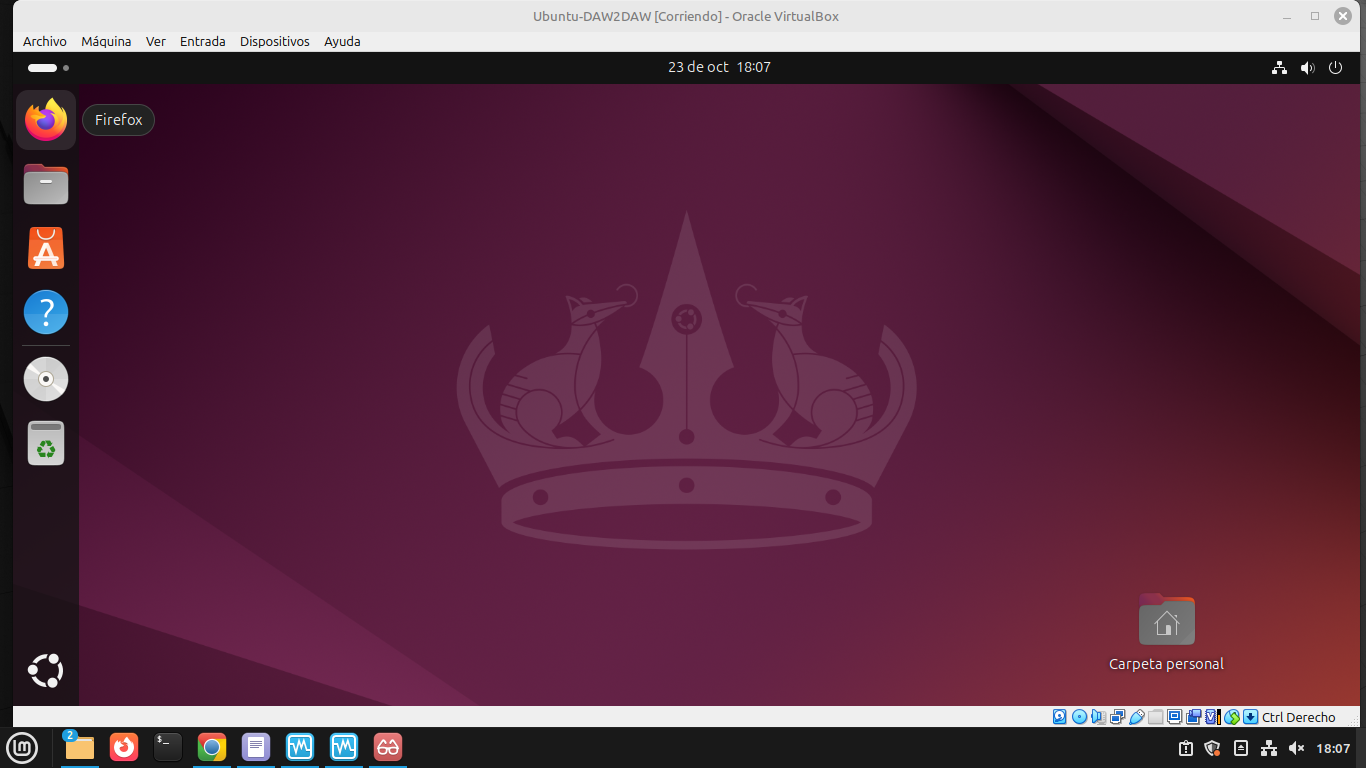 Ubuntu-DAW2DAW [Corriendo] - Oracle VirtualBox
Archivo Máquina Ver Entrada Dispositivos Ayuda
23 de oct 18:07
Firefox
Carpeta personal
Ctrl Derecho
2
$_
18:07